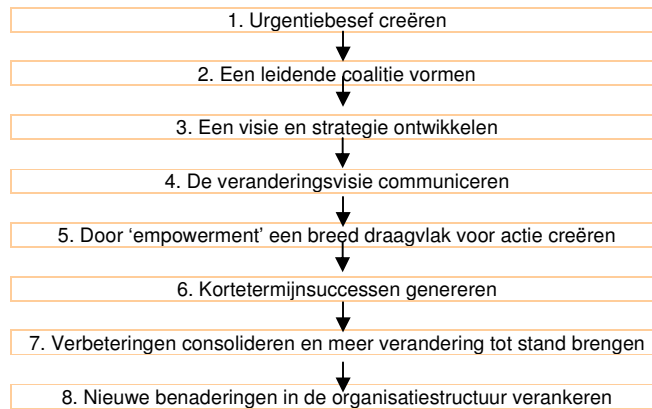 1. Urgentiebesef creëren
2. Een leidende coalitie vormen
3. Een visie en strategie ontwikkelen
4. De veranderingsvisie communiceren
5. Door ‘empowerment’ een breed draagvlak voor actie creëren
6. Kortetermijnsuccessen genereren
7. Verbeteringen consolideren en meer verandering tot stand brengen
8. Nieuwe benaderingen in de organisatiestructuur verankeren